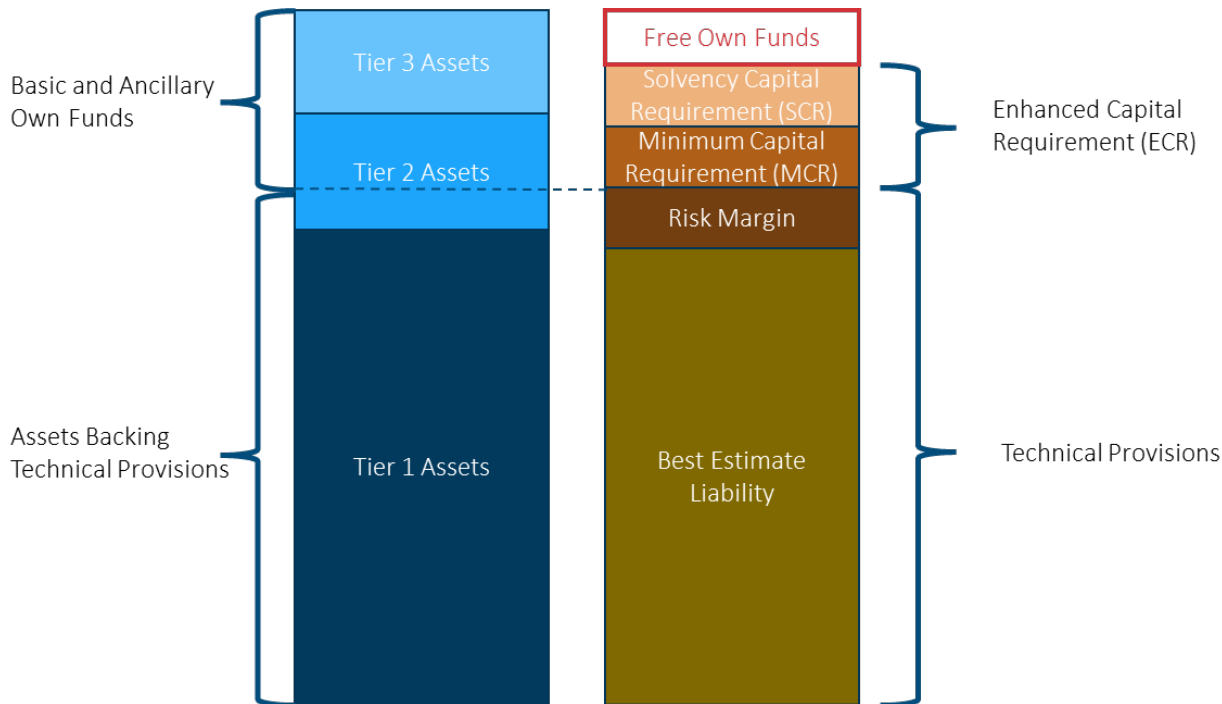 Basic and Ancillary
Own Funds
Assets Backing
Technical Provisions
Tier 3 Assets
Tier 2 Assets
Tier 1 Assets
Free Own Funds
Solvency Capital
Requirement (SCR)
Minimum Capital
Requirement (MCR)
Risk Margin
Best Estimate
Liability
Enhanced Capital
Requirement (ECR)
Technical Provisions